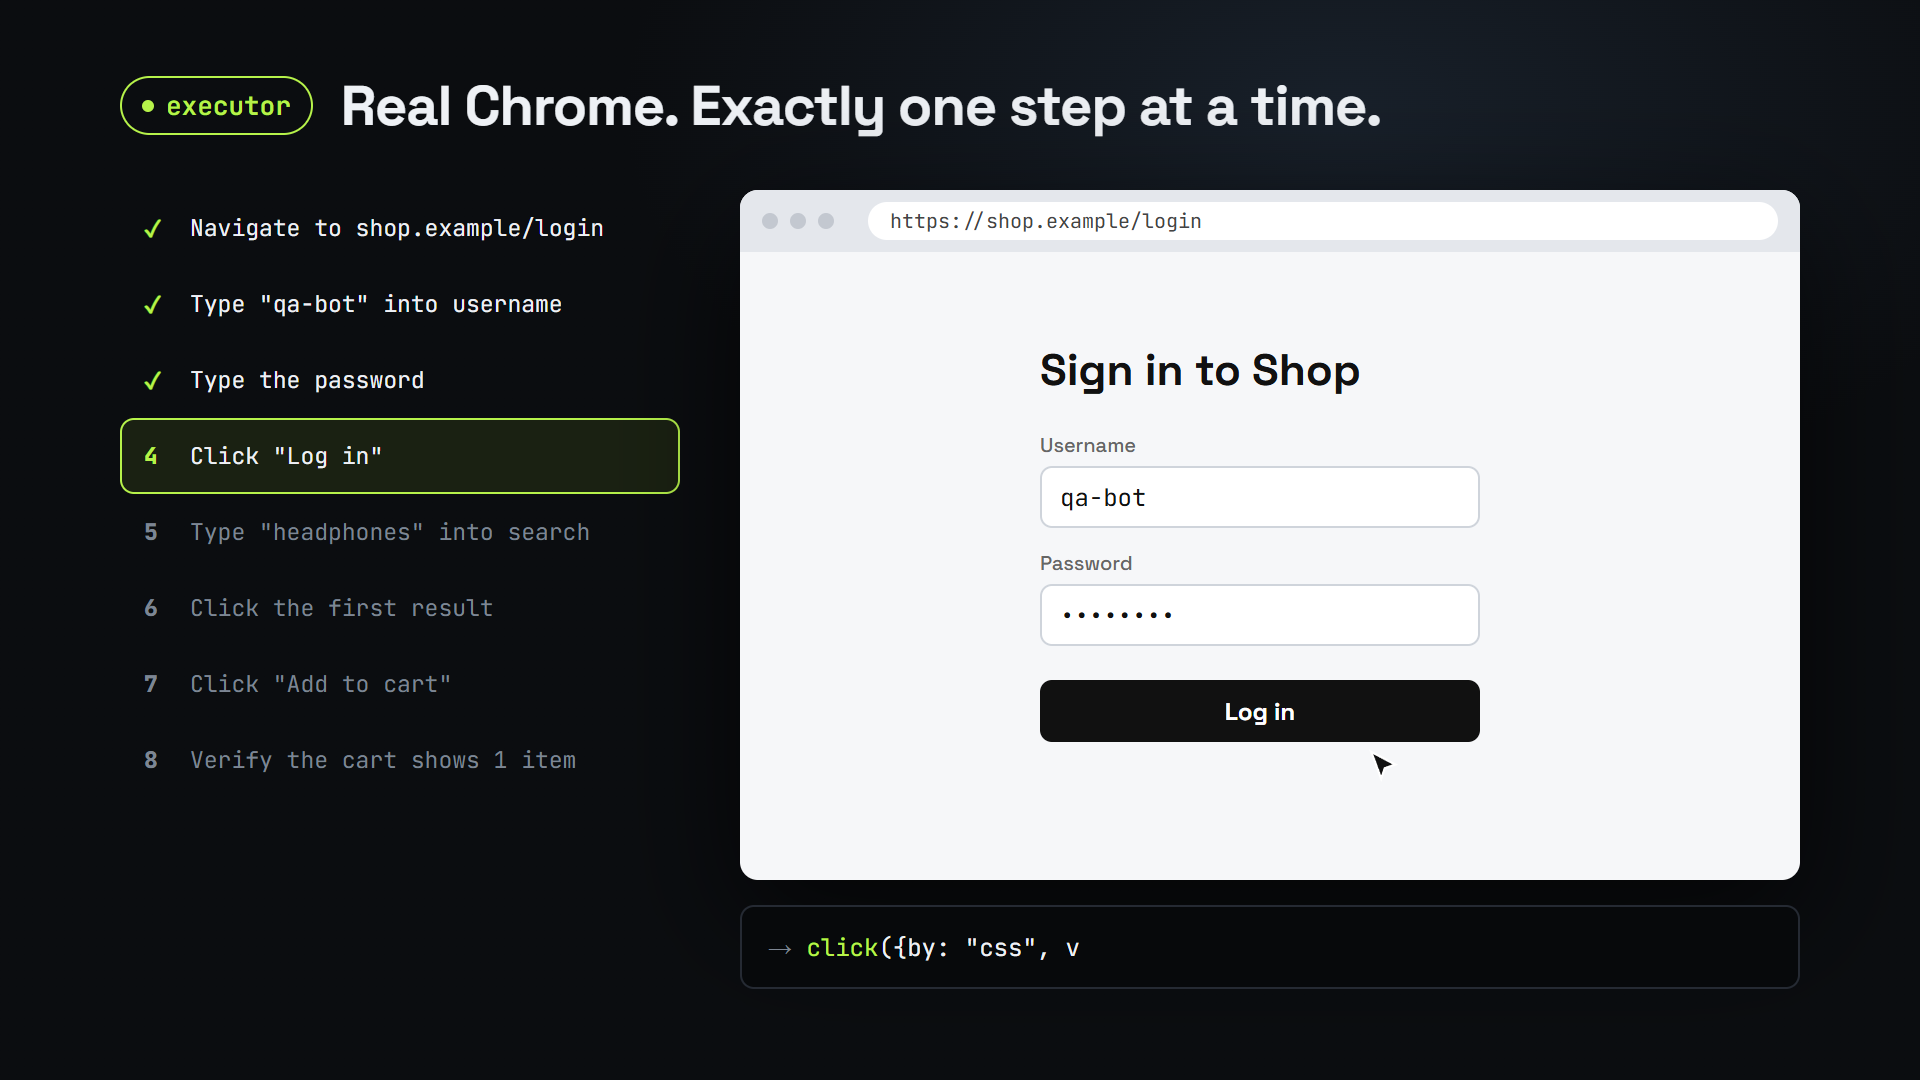 executor
Real Chrome. Exactly one step at a time.
✓ Navigate to shop.example/login
✓ Type "qa-bot" into username
✓ Type the password
4 Click "Log in"
5 Type "headphones" into search
6 Click the first result
7 Click "Add to cart"
8 Verify the cart shows 1 item
https://shop.example/login
Sign in to Shop
Username
qa-bot
Password
••••••••
Log in
→ click({by: "css", v